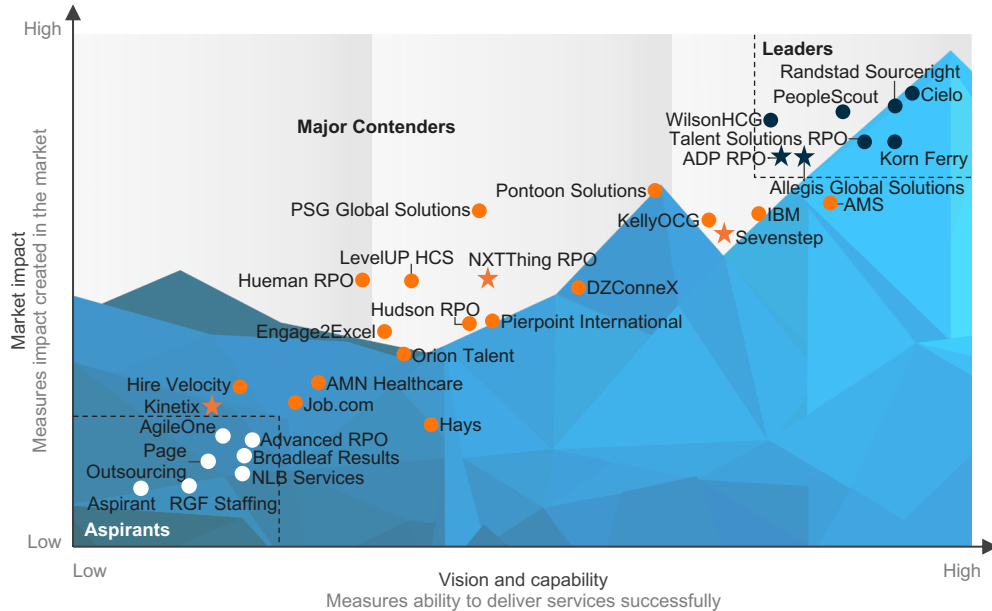 High
Leaders
Randstad Sourceright
PeopleScout
Cielo
WilsonHCG
Major Contenders
Talent Solutions RPO
ADP RPO
Korn Ferry
Allegis Global Solutions
Pontoon Solutions
AMS
PSG Global Solutions
KellyOCG
IBM
Sevenstep
LevelUP HCS
NXTThing RPO
Hueman RPO
DZConneX
Hudson RPO
Pierpoint International
Engage2Excel
Orion Talent
Market impact
Measures impact created in the market
Hire Velocity
AMN Healthcare
Kinetix
Job.com
AgileOne
Hays
Advanced RPO
Page
Outsourcing
Broadleaf Results
NLB Services
Aspirant
RGF Staffing
Aspirants
Low
Low
High
Vision and capability
Measures ability to deliver services successfully